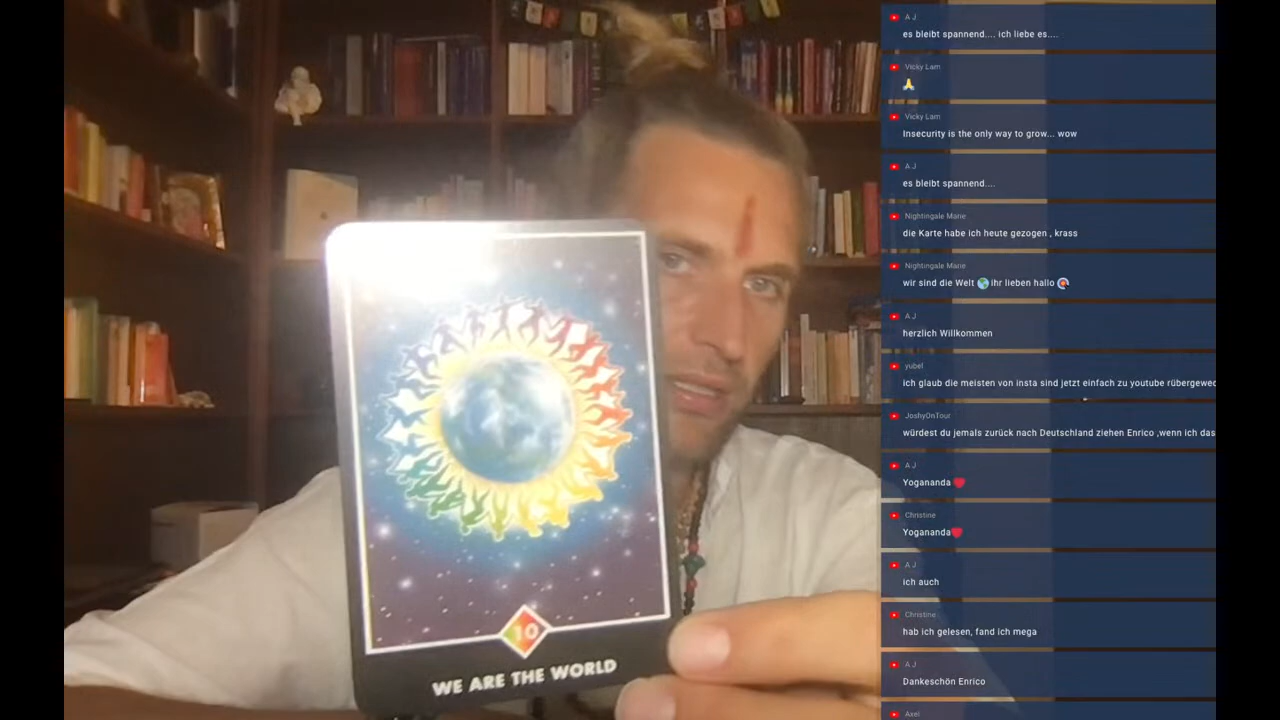 A J
es bleibt spannend.... ich liebe es....
Vicky Lam
🙏
Vicky Lam
Insecurity is the only way to grow... wow
A J
es bleibt spannend....
Nightingale Marie
die Karte habe ich heute gezogen , krass
Nightingale Marie
wir sind die Welt 🌎 ihr lieben hallo
A J
herzlich Willkommen
yubel
ich glaub die meisten von insta sind jetzt einfach zu youtube rübergewec
JoshyOnTour
würdest du jemals zurück nach Deutschland ziehen Enrico ,wenn ich das
A J
Yogananda ❤️
Christine
Yogananda❤️
A J
ich auch
Christine
hab ich gelesen, fand ich mega
A J
Dankeschön Enrico
Axel
10
WE ARE THE WORLD